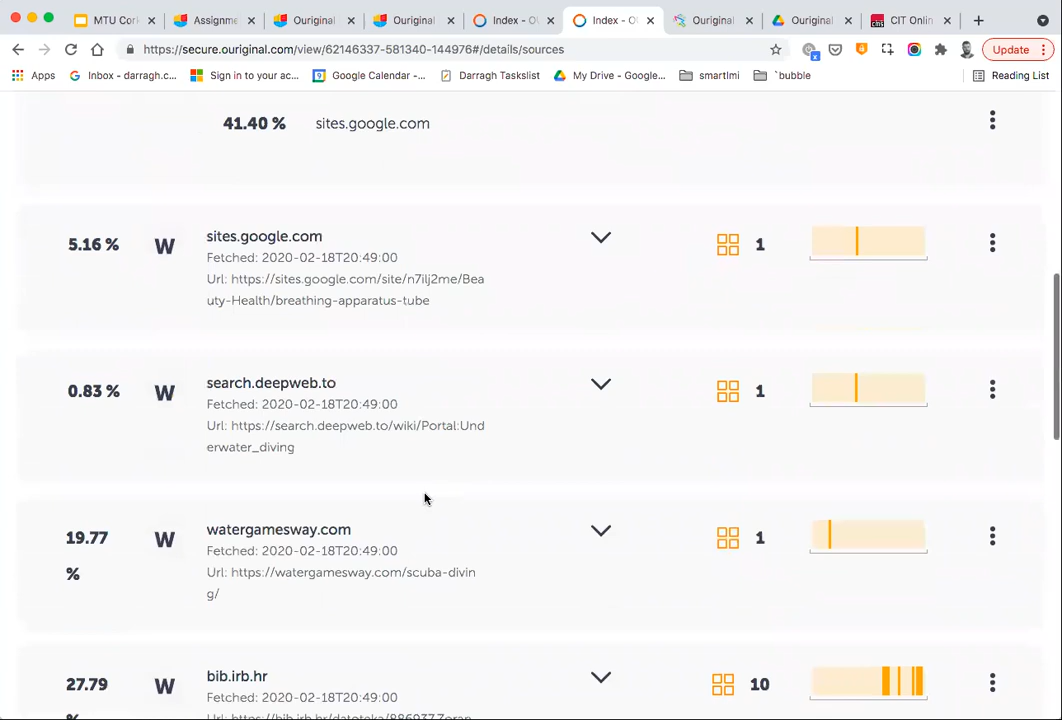 MTU Cork
Assignme
Ouriginal
Ouriginal
Index - O
Index - O
Ouriginal
Ouriginal
CIT Onlin
https://secure.ouriginal.com/view/62146337-581340-144976#/details/sources
Update
Apps
Inbox - darragh.c...
Sign in to your ac...
Google Calendar -...
Darragh Taskslist
My Drive - Google...
smartlmi
`bubble
Reading List
41.40 %
sites.google.com
5.16 %
W
sites.google.com
1
Fetched: 2020-02-18T20:49:00
Url: https://sites.google.com/site/n7ilj2me/Bea
uty-Health/breathing-apparatus-tube
0.83 %
W
search.deepweb.to
1
Fetched: 2020-02-18T20:49:00
Url: https://search.deepweb.to/wiki/Portal:Und
erwater_diving
19.77
%
W
watergamesway.com
1
Fetched: 2020-02-18T20:49:00
Url: https://watergamesway.com/scuba-divin
g/
27.79
W
bib.irb.hr
10
Fetched: 2020-02-18T20:49:00